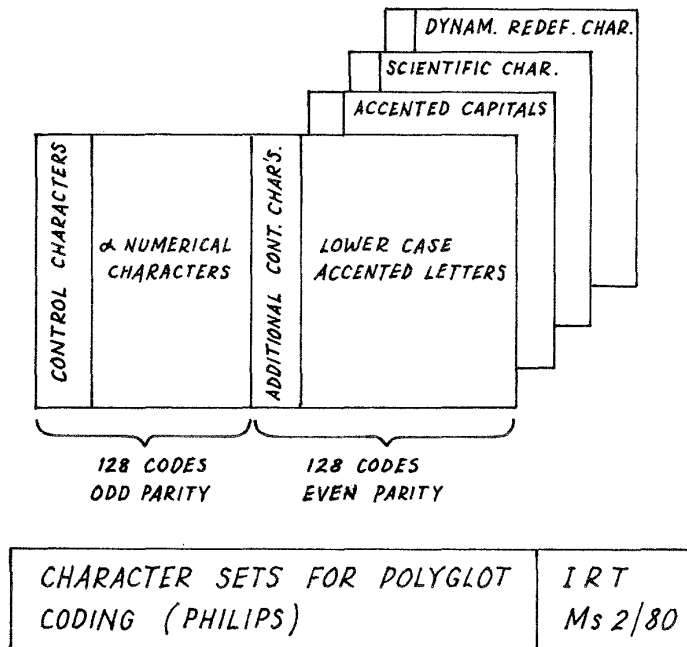 DYNAM. REDEF. CHAR.
SCIENTIFIC CHAR.
ACCENTED CAPITALS
CONTROL CHARACTERS
α NUMERICAL
CHARACTERS
ADDITIONAL CONT. CHAR'S.
LOWER CASE
ACCENTED LETTERS
128 CODES
ODD PARITY
128 CODES
EVEN PARITY
CHARACTER SETS FOR POLYGLOT
CODING (PHILIPS)
IRT
Ms 2/80